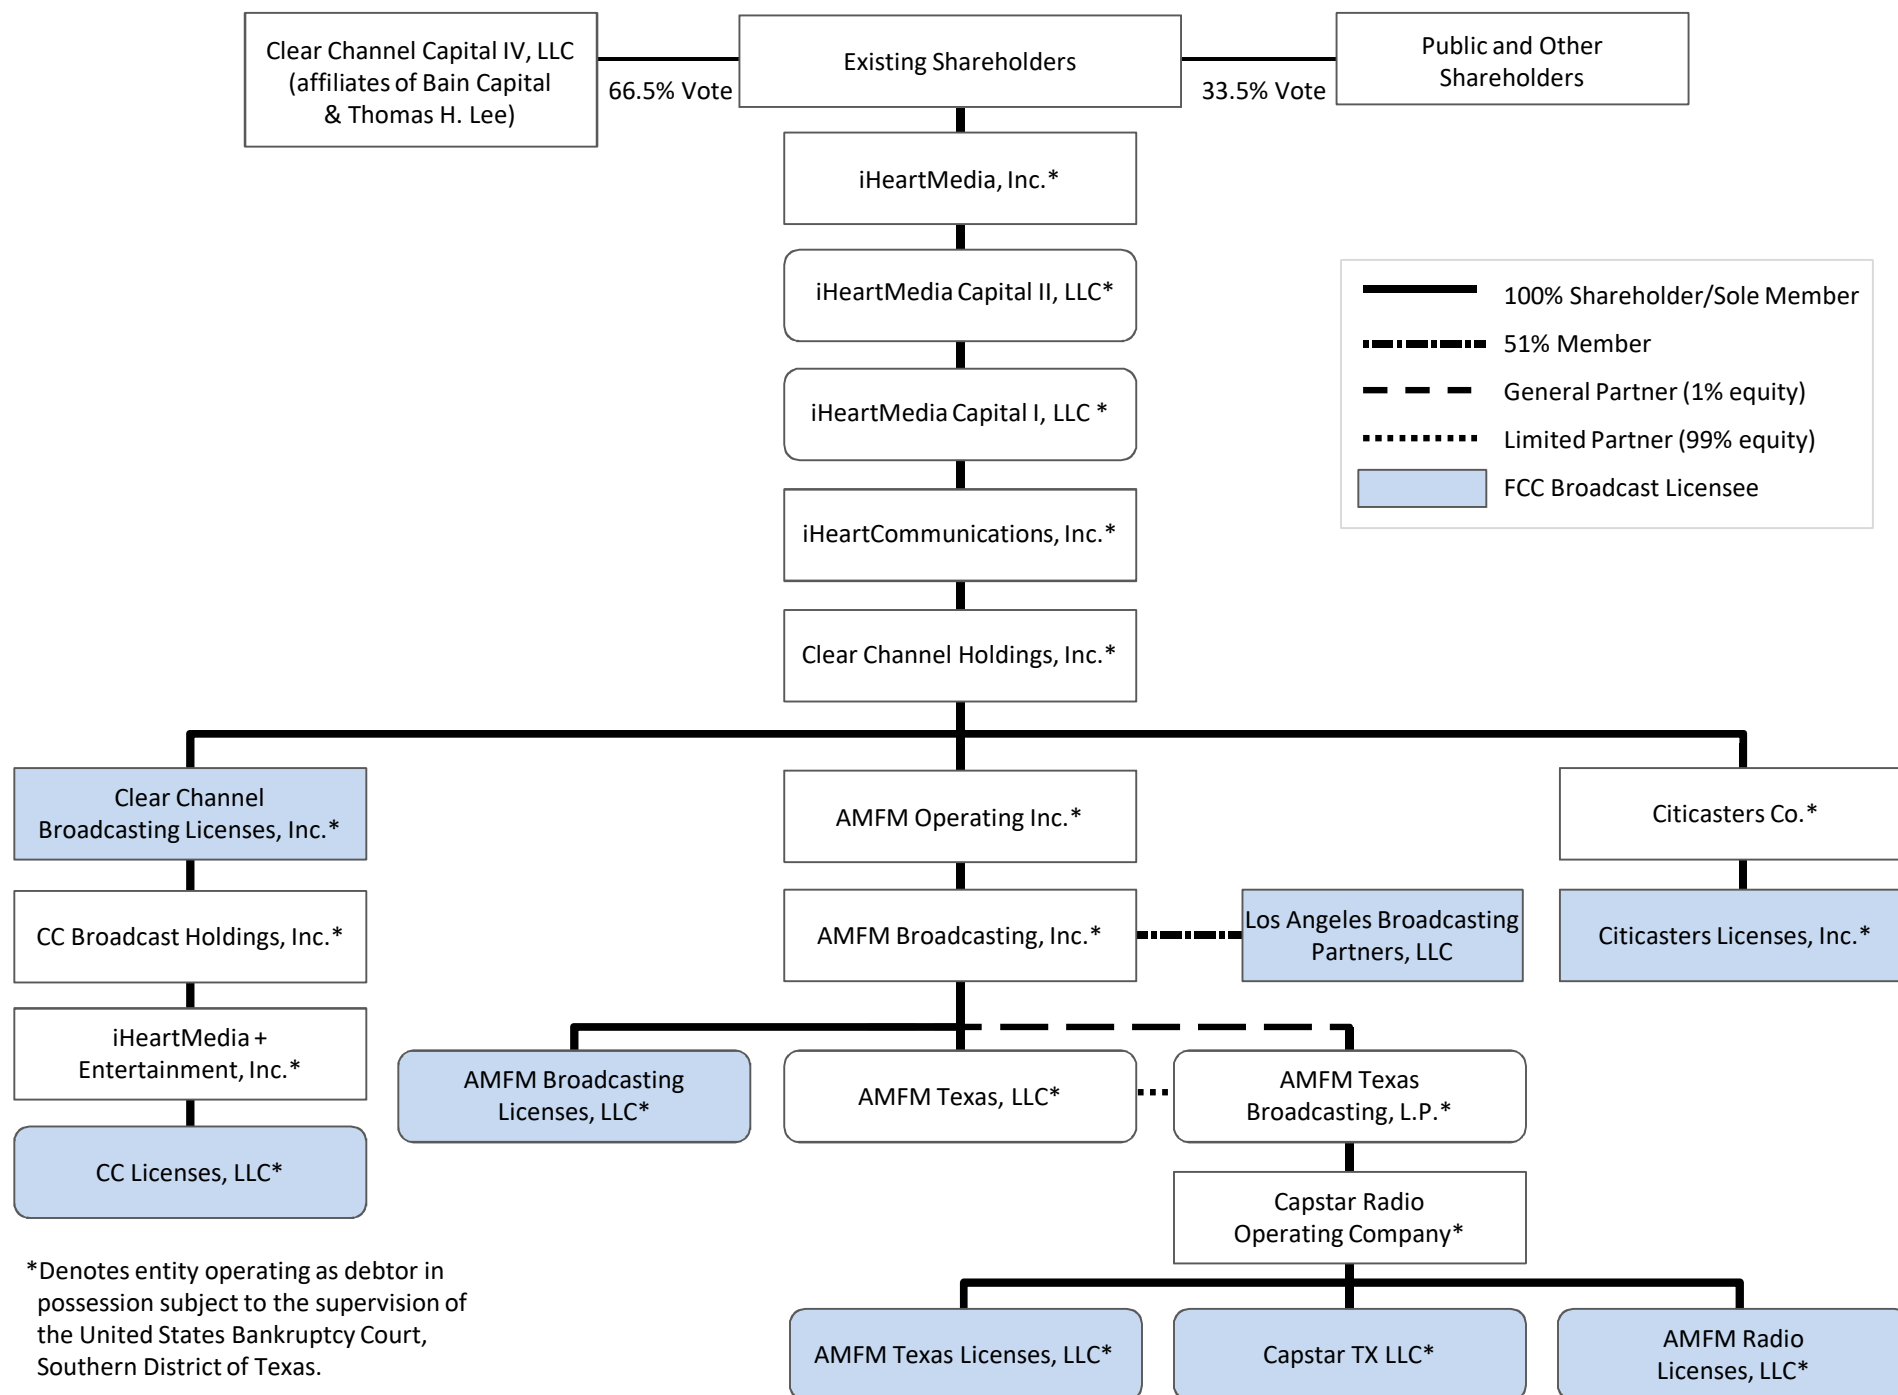 Clear Channel Capital IV, LLC
(affiliates of Bain Capital
& Thomas H. Lee)
66.5% Vote
Existing Shareholders
33.5% Vote
Public and Other
Shareholders
iHeartMedia, Inc.*
iHeartMedia Capital II, LLC*
iHeartMedia Capital I, LLC *
iHeartCommunications, Inc.*
Clear Channel Holdings, Inc.*
100% Shareholder/Sole Member
51% Member
General Partner (1% equity)
Limited Partner (99% equity)
FCC Broadcast Licensee
Clear Channel
Broadcasting Licenses, Inc.*
AMFM Operating Inc.*
Citicasters Co.*
CC Broadcast Holdings, Inc.*
AMFM Broadcasting, Inc.*
Los Angeles Broadcasting
Partners, LLC
Citicasters Licenses, Inc.*
iHeartMedia +
Entertainment, Inc.*
AMFM Broadcasting
Licenses, LLC*
AMFM Texas, LLC*
AMFM Texas
Broadcasting, L.P.*
CC Licenses, LLC*
Capstar Radio
Operating Company*
*Denotes entity operating as debtor in
possession subject to the supervision of
the United States Bankruptcy Court,
Southern District of Texas.
AMFM Texas Licenses, LLC*
Capstar TX LLC*
AMFM Radio
Licenses, LLC*